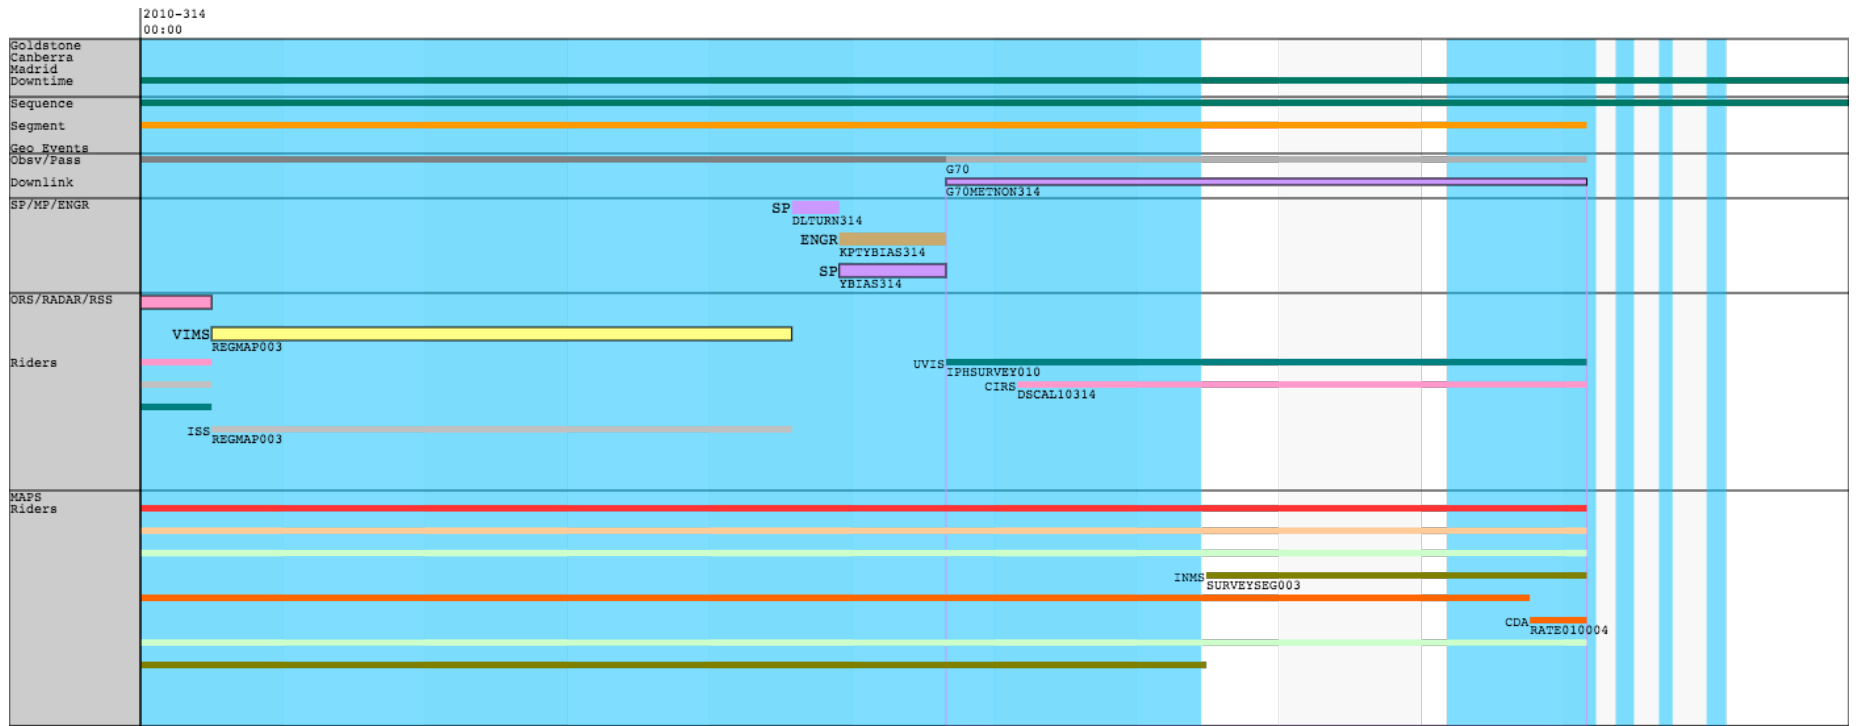 2010-314
00:00
Goldstone
Canberra
Madrid
Downtime
Sequence
Segment
Geo Events
Obsv/Pass
G70
Downlink
G70METNON314
SP/MP/ENGR
SP
DLTURN314
ENGR
KPTYBIAS314
SP
YBIAS314
ORS/RADAR/RSS
VIMS
REGMAP003
Riders
UVIS
IPHSURVEY010
CIRS
DSCAL10314
ISS
REGMAP003
MAPS
Riders
INMS
SURVEYSEG003
CDA
RATE010004